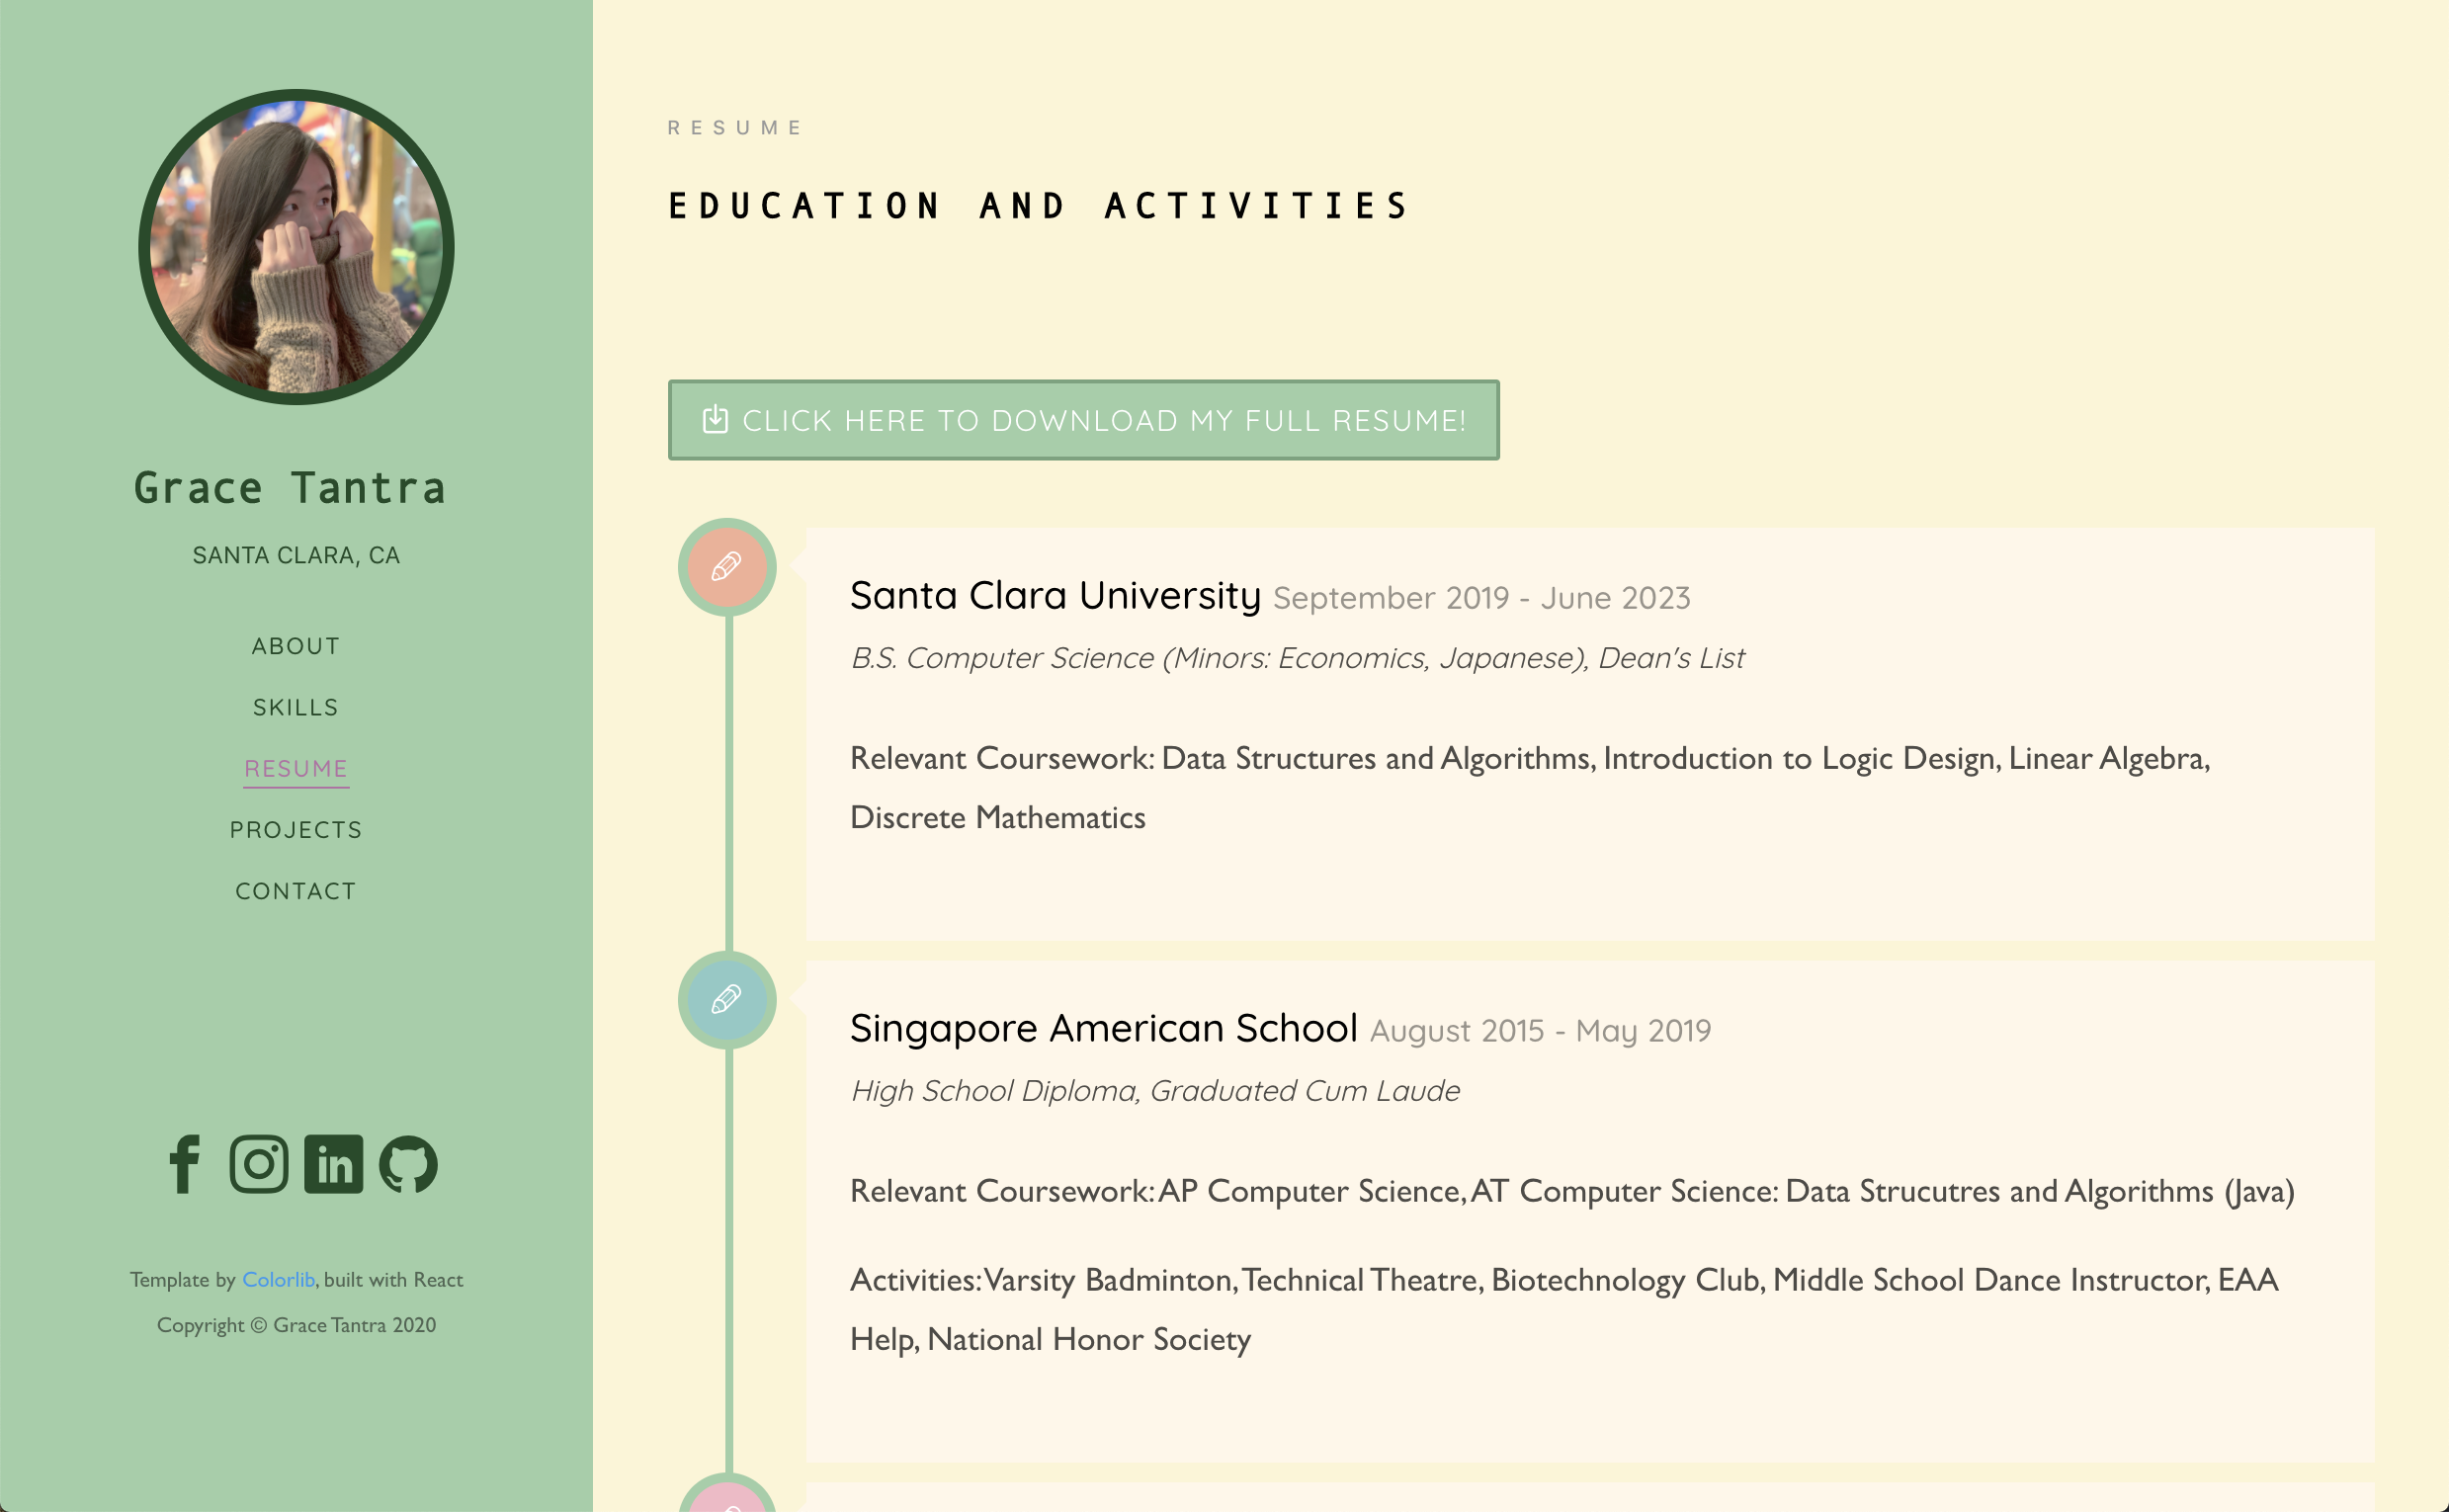 Grace Tantra
SANTA CLARA, CA
ABOUT
SKILLS
RESUME
PROJECTS
CONTACT
Template by Colorlib, built with React
Copyright © Grace Tantra 2020
RESUME
EDUCATION AND ACTIVITIES
CLICK HERE TO DOWNLOAD MY FULL RESUME!
Santa Clara University September 2019 - June 2023
B.S. Computer Science (Minors: Economics, Japanese), Dean's List
Relevant Coursework: Data Structures and Algorithms, Introduction to Logic Design, Linear Algebra,
Discrete Mathematics
Singapore American School August 2015 - May 2019
High School Diploma, Graduated Cum Laude
Relevant Coursework: AP Computer Science, AT Computer Science: Data Strucutres and Algorithms (Java)
Activities: Varsity Badminton, Technical Theatre, Biotechnology Club, Middle School Dance Instructor, EAA
Help, National Honor Society